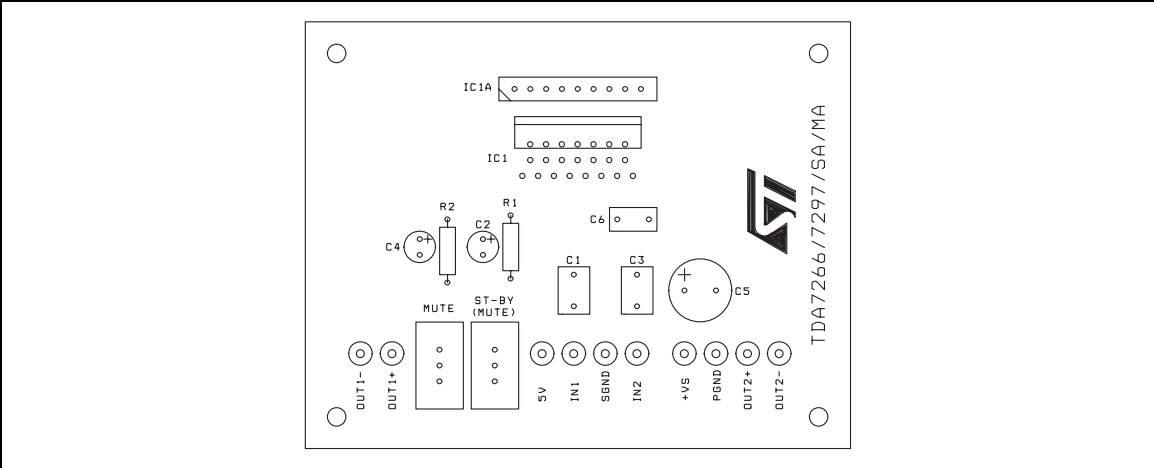 IC1A
IC1
R2
R1
C4
C2
C6
C1
C3
C5
MUTE
ST-BY
(MUTE)
OUT1-
OUT1+
5V
IN1
SGND
IN2
+VS
PGND
OUT2+
OUT2-
ST
TDA7266/7297/SA/MA